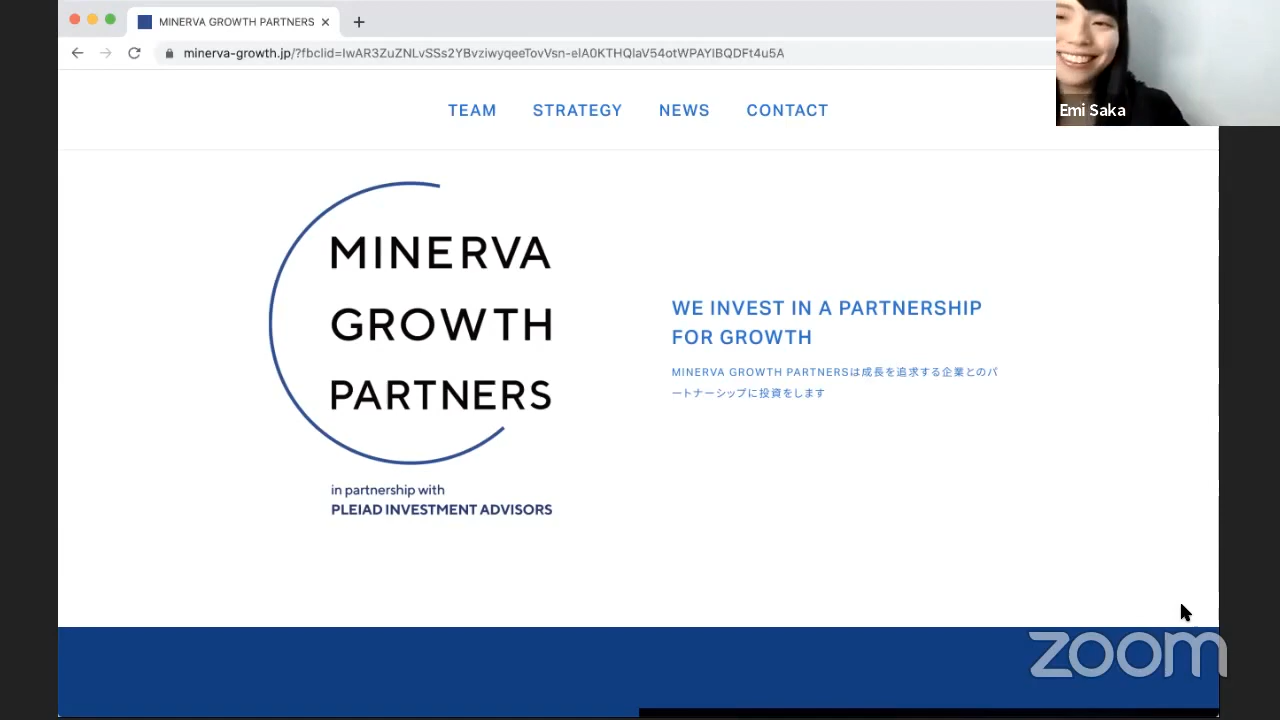 MINERVA GROWTH PARTNERS
minerva-growth.jp/?fbclid=IwAR3ZuZNLvSSs2YBvziwyqeeTovVsn-eIA0KTHQlaV54otWPAYlBQDFt4u5A
Emi Saka
TEAM STRATEGY NEWS CONTACT
MINERVA
GROWTH
PARTNERS
in partnership with
PLEIAD INVESTMENT ADVISORS
WE INVEST IN A PARTNERSHIP
FOR GROWTH
MINERVA GROWTH PARTNERSは成長を追求する企業とのパ
ートナーシップに投資をします
zoom